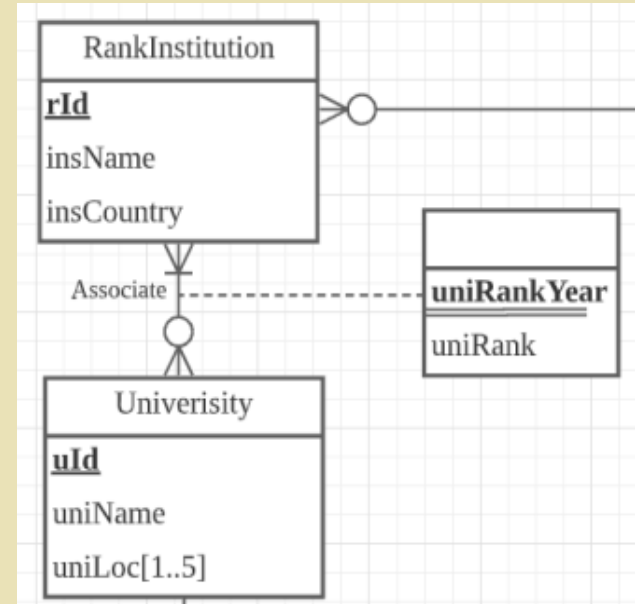 RankInstitution
rId
insName
insCountry
Associate
uniRankYear
uniRank
Univerisity
uId
uniName
uniLoc[1..5]